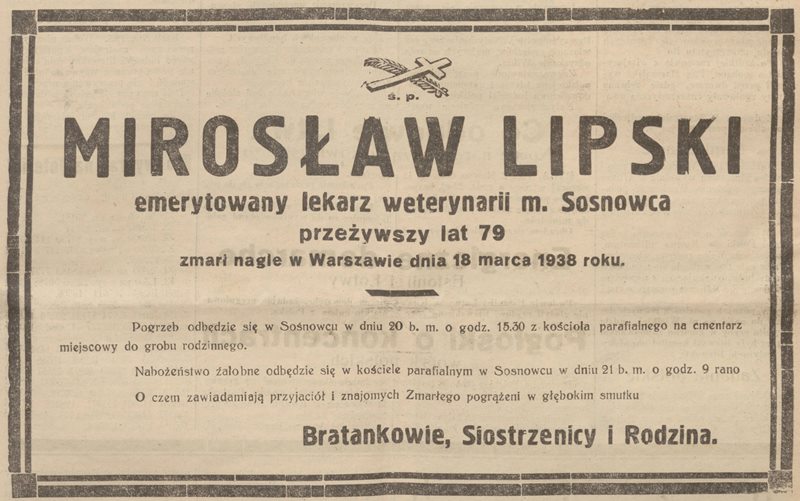 ś. p.
MIROSŁAW LIPSKI
emerytowany lekarz weterynarii m. Sosnowca
przeżywszy lat 79
zmarł nagle w Warszawie dnia 18 marca 1938 roku.
Pogrzeb odbędzie się w Sosnowcu w dniu 20 b. m. o godz. 15.30 z kościoła parafialnego na cmentarz
miejscowy do grobu rodzinnego.
Nabożeństwo żałobne odbędzie się w kościele parafialnym w Sosnowcu w dniu 21 b. m. o godz. 9 rano
O czem zawiadamiają przyjaciół i znajomych Zmarłego pogrążeni w głębokim smutku
Bratankowie, Siostrzenicy i Rodzina.